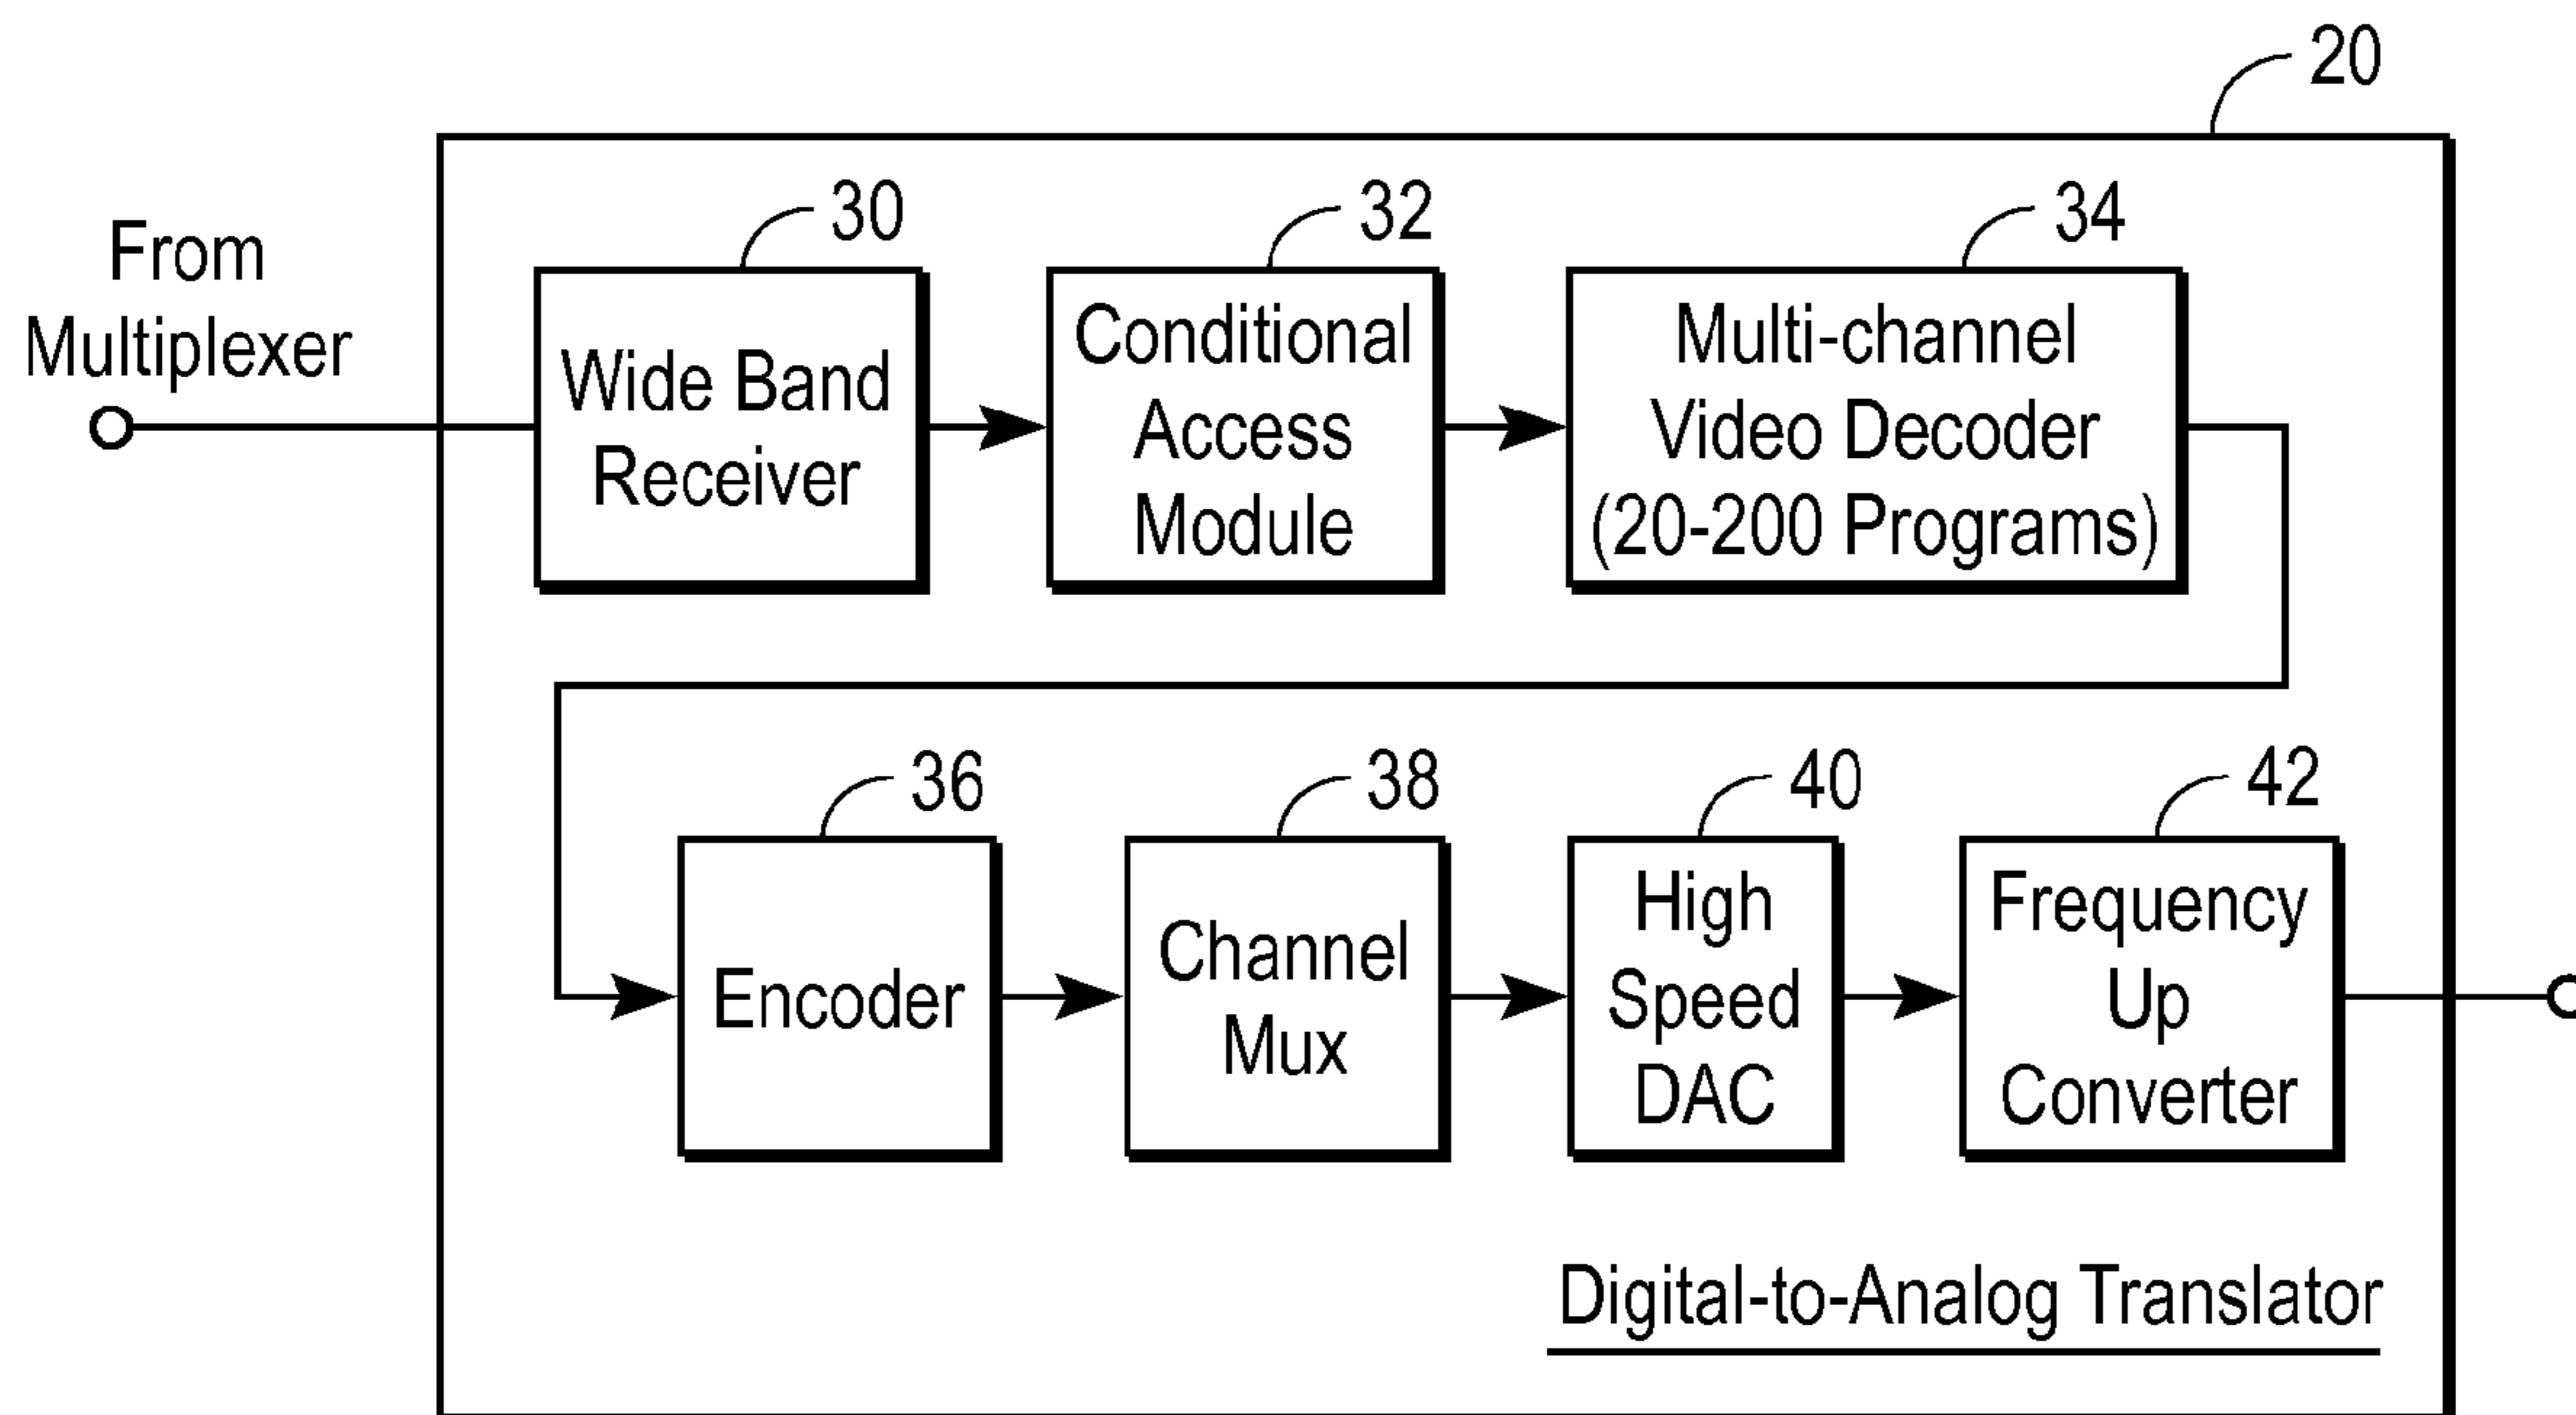 20
From
Multiplexer
30
Wide Band
Receiver
32
Conditional
Access
Module
34
Multi-channel
Video Decoder
(20-200 Programs)
36
Encoder
38
Channel
Mux
40
High
Speed
DAC
42
Frequency
Up
Converter
Digital-to-Analog Translator